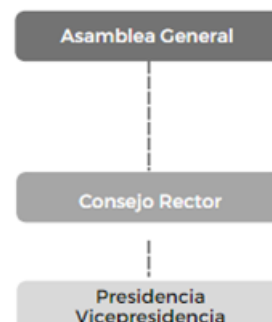 Asamblea General
Consejo Rector
Presidencia
Vicepresidencia